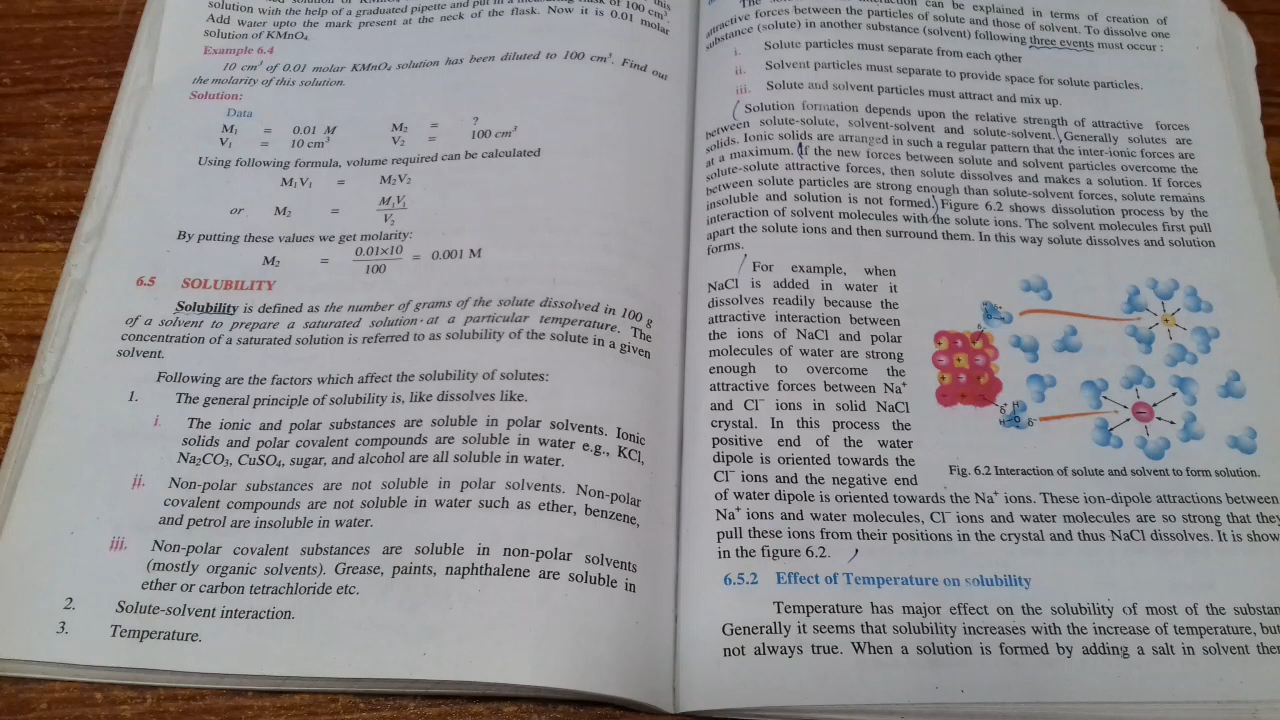 solution with the help of a graduated pipette and put in a
of 100 cm³.
Add water upto the mark present at the neck of the flask. Now it is 0.01 molar
solution of KMnO₄
Example 6.4
10 cm³ of 0.01 molar KMnO₄ solution has been diluted to 100 cm³. Find out
the molarity of this solution.
Solution:
Data
M₁ = 0.01 M M₂ = ?
V₁ = 10 cm³ V₂ = 100 cm³
Using following formula, volume required can be calculated
M₁V₁ = M₂V₂
or M₂ = M₁V₁ / V₂
By putting these values we get molarity:
M₂ = 0.01×10 / 100 = 0.001 M
6.5 SOLUBILITY
Solubility is defined as the number of grams of the solute dissolved in 100 g
of a solvent to prepare a saturated solution at a particular temperature. The
concentration of a saturated solution is referred to as solubility of the solute in a given
solvent.
Following are the factors which affect the solubility of solutes:
1. The general principle of solubility is, like dissolves like.
i. The ionic and polar substances are soluble in polar solvents. Ionic
solids and polar covalent compounds are soluble in water e.g., KCl,
Na₂CO₃, CuSO₄, sugar, and alcohol are all soluble in water.
ii. Non-polar substances are not soluble in polar solvents. Non-polar
covalent compounds are not soluble in water such as ether, benzene,
and petrol are insoluble in water.
iii. Non-polar covalent substances are soluble in non-polar solvents
(mostly organic solvents). Grease, paints, naphthalene are soluble in
ether or carbon tetrachloride etc.
2. Solute-solvent interaction.
3. Temperature.
can be explained in terms of creation of
attractive forces between the particles of solute and those of solvent. To dissolve one
substance (solute) in another substance (solvent) following three events must occur :
i. Solute particles must separate from each other
ii. Solvent particles must separate to provide space for solute particles.
iii. Solute and solvent particles must attract and mix up.
Solution formation depends upon the relative strength of attractive forces
between solute-solute, solvent-solvent and solute-solvent. Generally solutes are
solids. Ionic solids are arranged in such a regular pattern that the inter-ionic forces are
at a maximum. If the new forces between solute and solvent particles overcome the
solute-solute attractive forces, then solute dissolves and makes a solution. If forces
between solute particles are strong enough than solute-solvent forces, solute remains
insoluble and solution is not formed. Figure 6.2 shows dissolution process by the
interaction of solvent molecules with the solute ions. The solvent molecules first pull
apart the solute ions and then surround them. In this way solute dissolves and solution
forms.
For example, when
NaCl is added in water it
dissolves readily because the
attractive interaction between
the ions of NaCl and polar
molecules of water are strong
enough to overcome the
attractive forces between Na⁺
and Cl⁻ ions in solid NaCl
crystal. In this process the
positive end of the water
dipole is oriented towards the
Cl⁻ ions and the negative end
of water dipole is oriented towards the Na⁺ ions. These ion-dipole attractions between
Na⁺ ions and water molecules, Cl⁻ ions and water molecules are so strong that they
pull these ions from their positions in the crystal and thus NaCl dissolves. It is show
in the figure 6.2.
δ⁺ H
H-O δ⁻
Fig. 6.2 Interaction of solute and solvent to form solution.
6.5.2 Effect of Temperature on solubility
Temperature has major effect on the solubility of most of the substan
Generally it seems that solubility increases with the increase of temperature, but
not always true. When a solution is formed by adding a salt in solvent ther